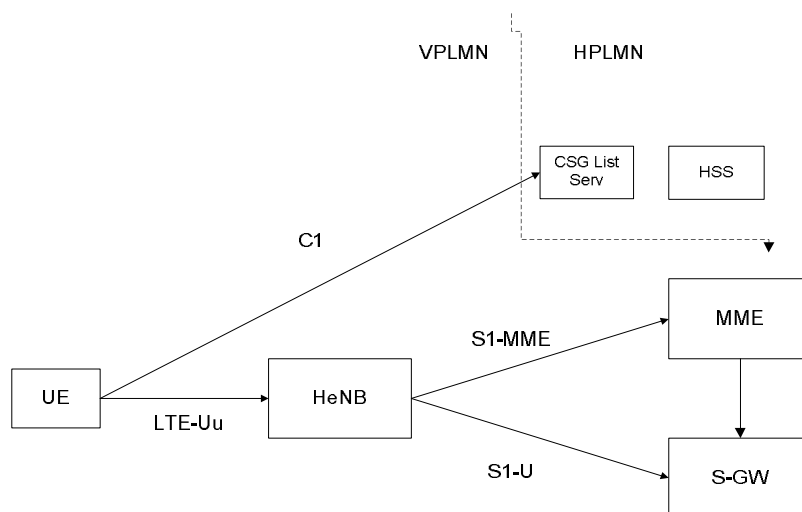 VPLMN
HPLMN
CSG List
Serv
HSS
C1
MME
S1-MME
UE
HeNB
LTE-Uu
S1-U
S-GW